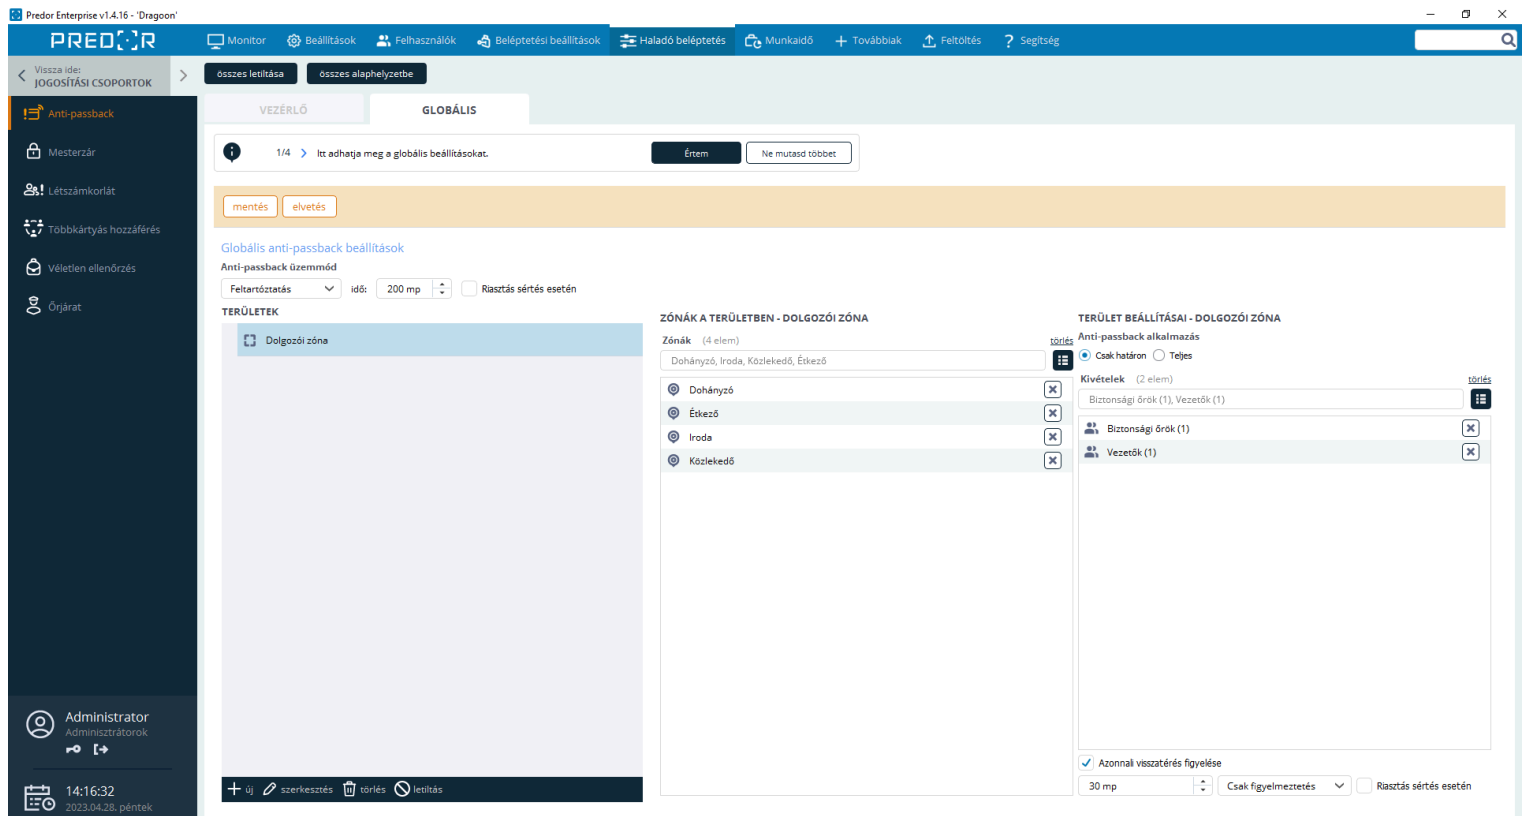 Predor Enterprise v1.4.16 - 'Dragoon'
PREDOR
Monitor
Beállítások
Felhasználók
Beléptetési beállítások
Haladó beléptetés
Munkaidő
Továbbiak
Feltöltés
Segítség
Vissza ide:
JOGOSÍTÁSI CSOPORTOK
összes letiltása
összes alaphelyzetbe
Anti-passback
Mesterzár
Létszámkorlát
Többkártyás hozzáférés
Véletlen ellenőrzés
Őrjárat
VEZÉRLŐ
GLOBÁLIS
1/4 > Itt adhatja meg a globális beállításokat.
Értem
Ne mutasd többet
mentés
elvetés
Globális anti-passback beállítások
Anti-passback üzemmód
Feltartóztatás
idő:
200 mp
Riasztás sértés esetén
TERÜLETEK
Dolgozói zóna
+ új
szerkesztés
törlés
letiltás
ZÓNÁK A TERÜLETBEN - DOLGOZÓI ZÓNA
Zónák (4 elem)
törlés
Dohányzó, Iroda, Közlekedő, Étkező
Dohányzó
Étkező
Iroda
Közlekedő
TERÜLET BEÁLLÍTÁSAI - DOLGOZÓI ZÓNA
Anti-passback alkalmazás
Csak határon
Teljes
Kivételek (2 elem)
törlés
Biztonsági őrök (1), Vezetők (1)
Biztonsági őrök (1)
Vezetők (1)
Azonnali visszatérés figyelése
30 mp
Csak figyelmeztetés
Riasztás sértés esetén
Administrator
Adminisztrátorok
14:16:32
2023.04.28. péntek